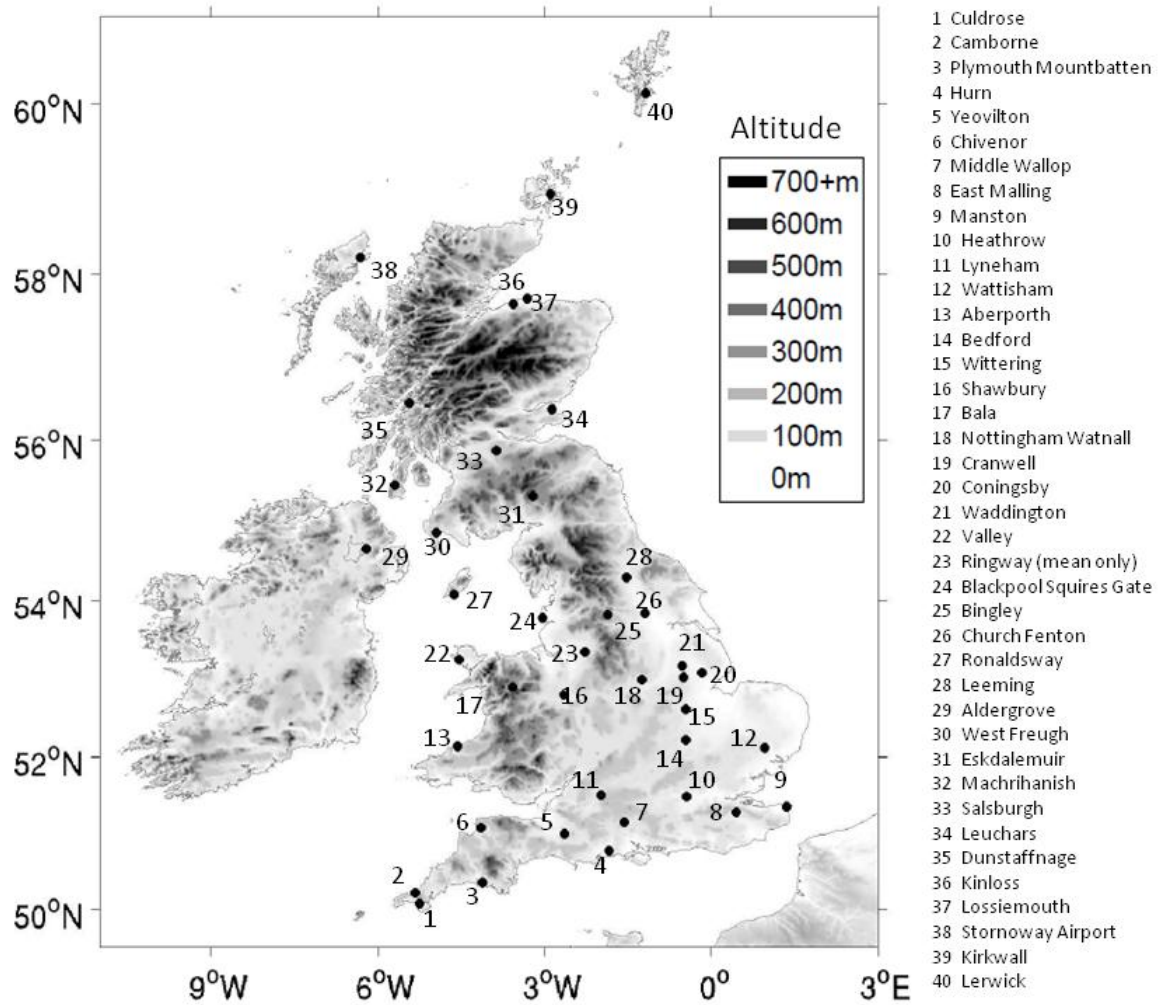 60°N
58°N
56°N
54°N
52°N
50°N
9°W
6°W
3°W
0°
3°E
Altitude
700+m
600m
500m
400m
300m
200m
100m
0m
40
39
38
36
37
35
34
33
32
31
30
29
28
27
26
25
24
23
22
21
20
19
18
17
16
15
14
13
12
11
10
9
8
7
6
5
4
3
2
1
1 Culdrose
2 Camborne
3 Plymouth Mountbatten
4 Hurn
5 Yeovilton
6 Chivenor
7 Middle Wallop
8 East Malling
9 Manston
10 Heathrow
11 Lyneham
12 Wattisham
13 Aberporth
14 Bedford
15 Wittering
16 Shawbury
17 Bala
18 Nottingham Watnall
19 Cranwell
20 Coningsby
21 Waddington
22 Valley
23 Ringway (mean only)
24 Blackpool Squires Gate
25 Bingley
26 Church Fenton
27 Ronaldsway
28 Leeming
29 Aldergrove
30 West Freugh
31 Eskdalemuir
32 Machrihanish
33 Salsburgh
34 Leuchars
35 Dunstaffnage
36 Kinloss
37 Lossiemouth
38 Stornoway Airport
39 Kirkwall
40 Lerwick